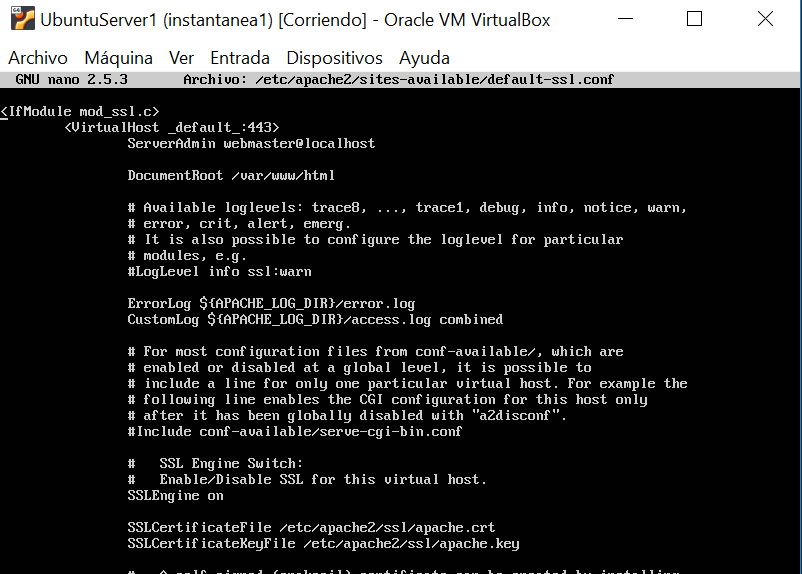 UbuntuServer1 (instantanea1) [Corriendo] - Oracle VM VirtualBox
Archivo Máquina Ver Entrada Dispositivos Ayuda
GNU nano 2.5.3 Archivo: /etc/apache2/sites-available/default-ssl.conf
<IfModule mod_ssl.c>
<VirtualHost _default_:443>
ServerAdmin webmaster@localhost
DocumentRoot /var/www/html
# Available loglevels: trace8, ..., trace1, debug, info, notice, warn,
# error, crit, alert, emerg.
# It is also possible to configure the loglevel for particular
# modules, e.g.
#LogLevel info ssl:warn
ErrorLog ${APACHE_LOG_DIR}/error.log
CustomLog ${APACHE_LOG_DIR}/access.log combined
# For most configuration files from conf-available/, which are
# enabled or disabled at a global level, it is possible to
# include a line for only one particular virtual host. For example the
# following line enables the CGI configuration for this host only
# after it has been globally disabled with "a2disconf".
#Include conf-available/serve-cgi-bin.conf
# SSL Engine Switch:
# Enable/Disable SSL for this virtual host.
SSLEngine on
SSLCertificateFile /etc/apache2/ssl/apache.crt
SSLCertificateKeyFile /etc/apache2/ssl/apache.key